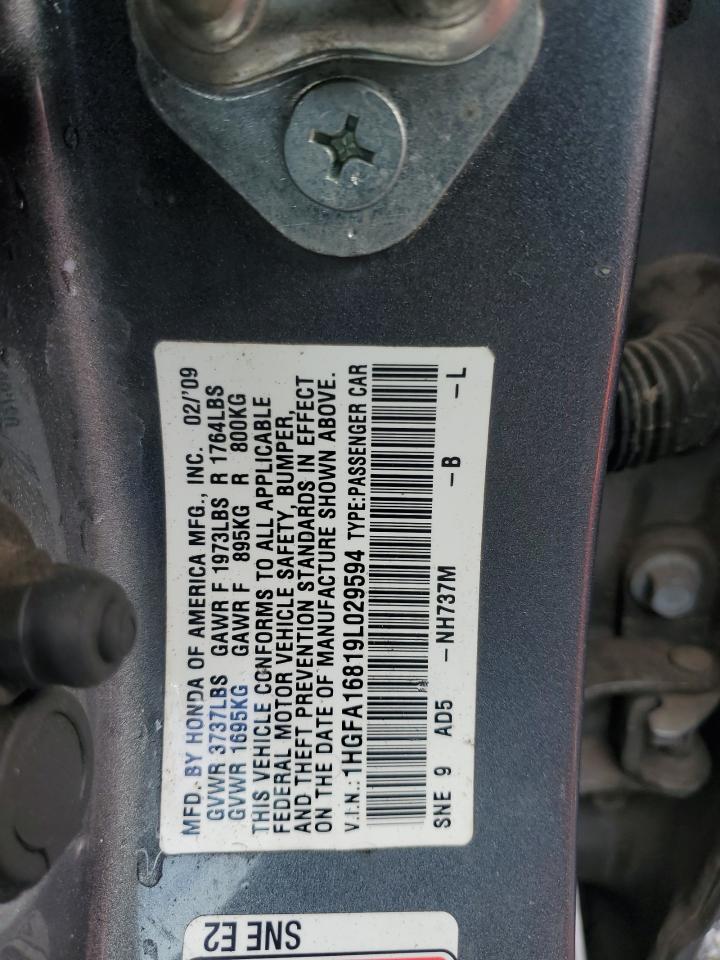 MFD. BY HONDA OF AMERICA MFG., INC. 02/'09
GVWR 3737LBS GAWR F 1973LBS R 1764LBS
GVWR 1695KG GAWR F 895KG R 800KG
THIS VEHICLE CONFORMS TO ALL APPLICABLE
FEDERAL MOTOR VEHICLE SAFETY, BUMPER,
AND THEFT PREVENTION STANDARDS IN EFFECT
ON THE DATE OF MANUFACTURE SHOWN ABOVE.
V.I.N.: 1HGFA16819L029594 TYPE:PASSENGER CAR
SNE 9 AD5 -NH737M -B -L
SNE E2